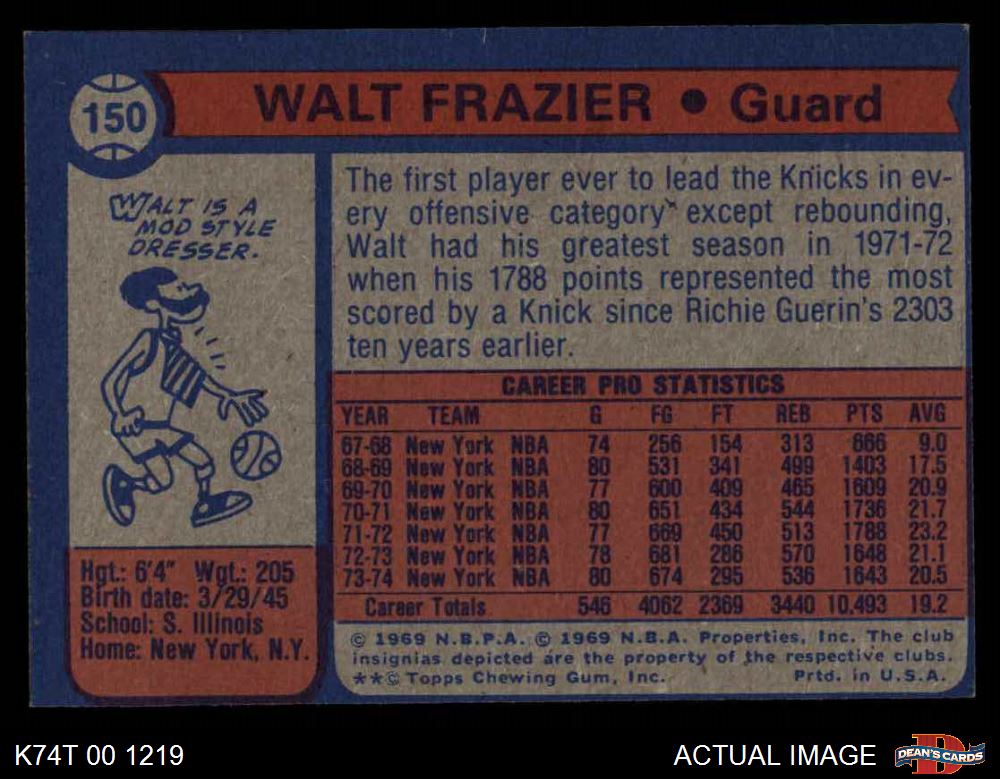 150
WALT FRAZIER • Guard
WALT IS A
MOD STYLE
DRESSER.
The first player ever to lead the Knicks in ev-
ery offensive category except rebounding,
Walt had his greatest season in 1971-72
when his 1788 points represented the most
scored by a Knick since Richie Guerin's 2303
ten years earlier.
CAREER PRO STATISTICS
YEAR TEAM G FG FT REB PTS AVG
67-68 New York NBA 74 256 154 313 666 9.0
68-69 New York NBA 80 531 341 499 1403 17.5
69-70 New York NBA 77 600 409 465 1609 20.9
70-71 New York NBA 80 651 434 544 1736 21.7
71-72 New York NBA 77 669 450 513 1788 23.2
72-73 New York NBA 78 681 286 570 1648 21.1
73-74 New York NBA 80 674 295 536 1643 20.5
Career Totals 546 4062 2369 3440 10,493 19.2
Hgt.: 6'4" Wgt.: 205
Birth date: 3/29/45
School: S. Illinois
Home: New York, N.Y.
© 1969 N.B.P.A. © 1969 N.B.A. Properties, Inc. The club
insignias depicted are the property of the respective clubs.
**© Topps Chewing Gum, Inc. Prtd. in U.S.A.
K74T 00 1219
ACTUAL IMAGE
D
DEAN'S CARDS